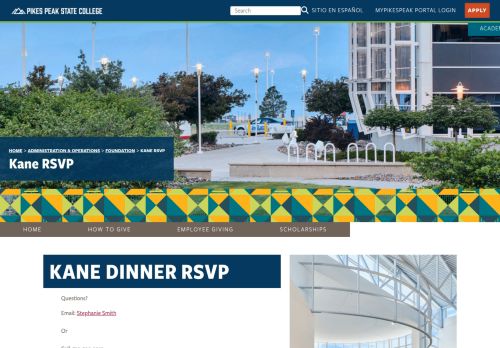 PIKES PEAK STATE COLLEGE
Search
SITIO EN ESPAÑOL
MYPIKESPEAK PORTAL LOGIN
APPLY
ACADE
HOME > ADMINISTRATION & OPERATIONS > FOUNDATION > KANE RSVP
Kane RSVP
HOME
HOW TO GIVE
EMPLOYEE GIVING
SCHOLARSHIPS
KANE DINNER RSVP
Questions?
Email: Stephanie Smith
Or